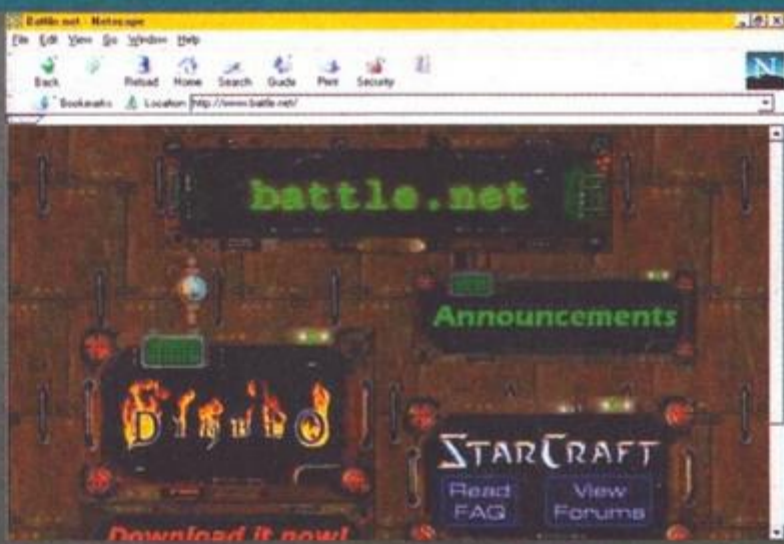 Battle.net - Netscape
File Edit View Go Window Help
Back Reload Home Search Guide Print Security
Bookmarks Location: http://www.battle.net/
N
battle.net
Announcements
Diablo
STARCRAFT
Read FAQ
View Forums
Download it now!